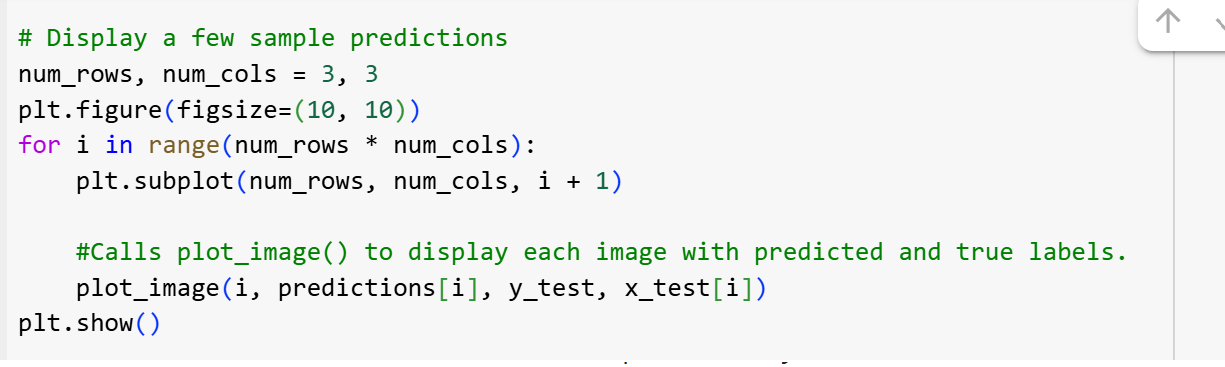 # Display a few sample predictions
num_rows, num_cols = 3, 3
plt.figure(figsize=(10, 10))
for i in range(num_rows * num_cols):
    plt.subplot(num_rows, num_cols, i + 1)
    #Calls plot_image() to display each image with predicted and true labels.
    plot_image(i, predictions[i], y_test, x_test[i])
plt.show()